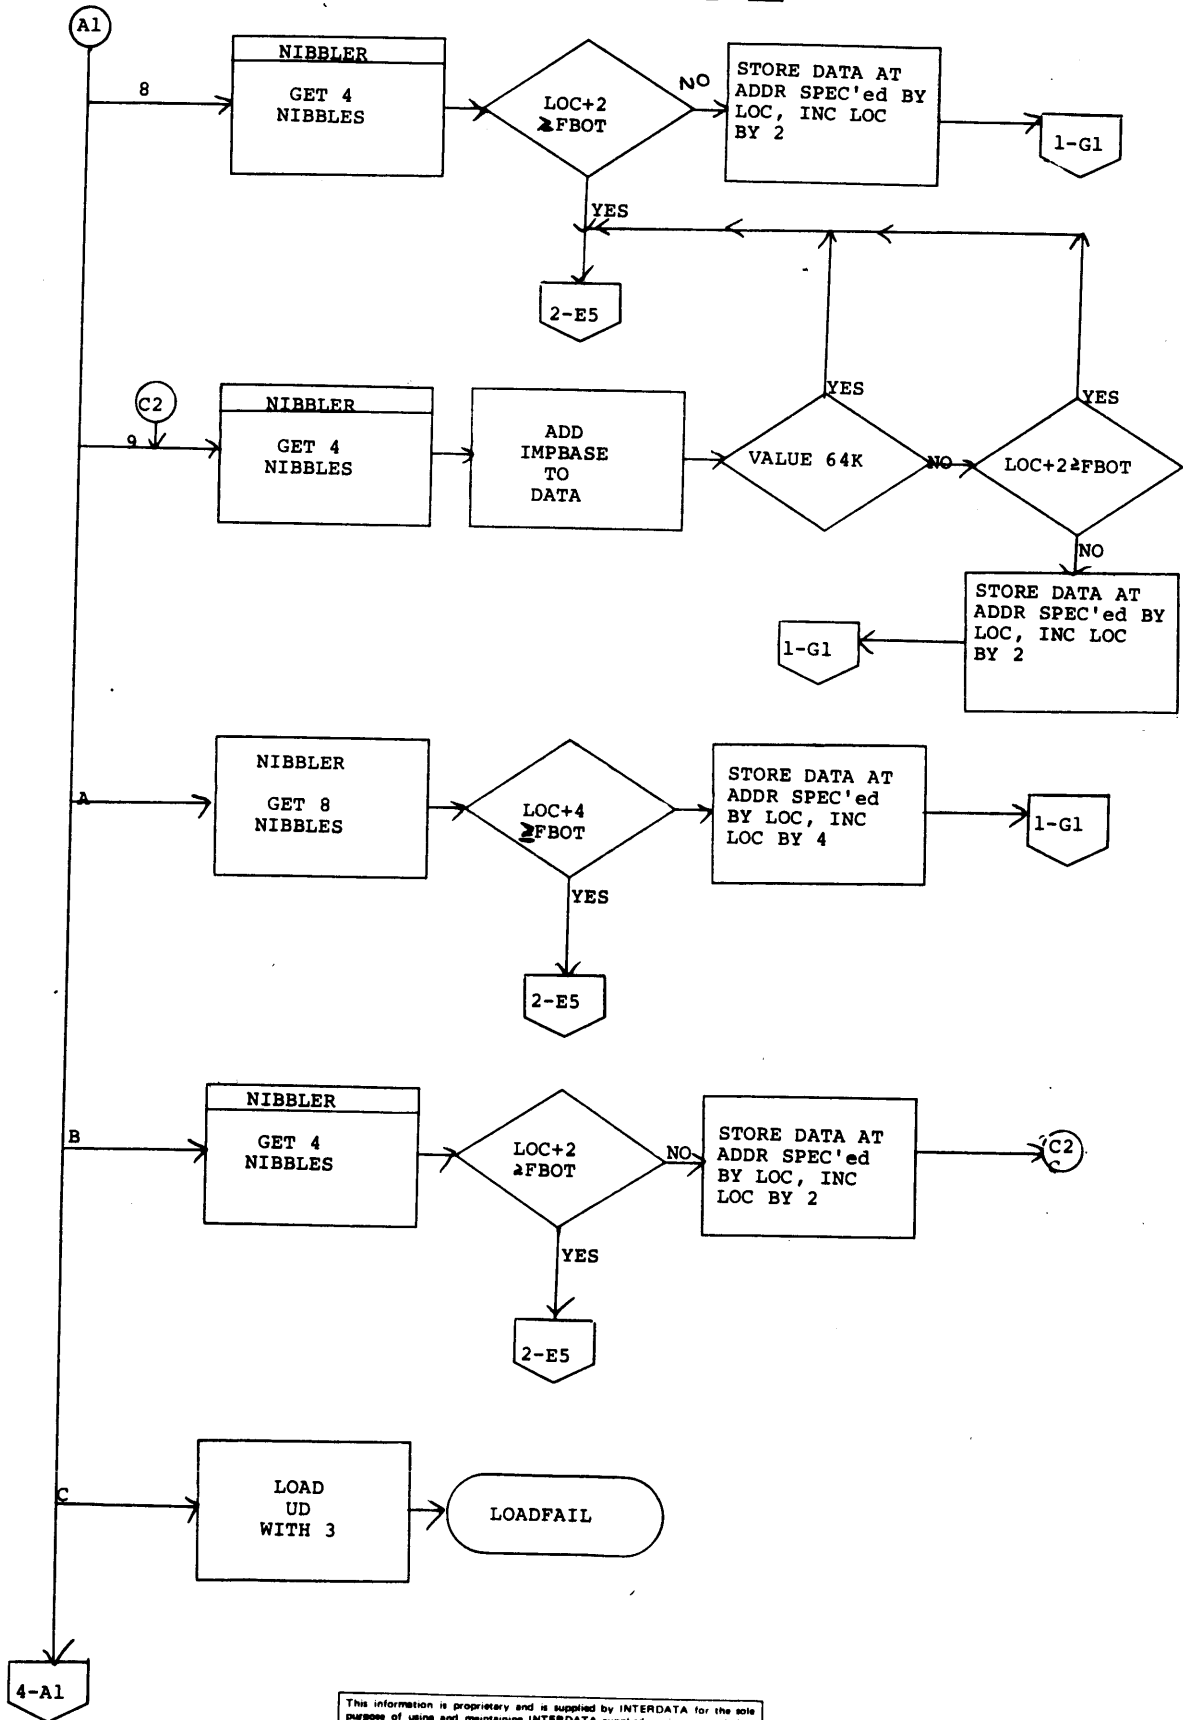 A1
8
NIBBLER
GET 4
NIBBLES
LOC+2
≥FBOT
NO
STORE DATA AT
ADDR SPEC'ed BY
LOC, INC LOC
BY 2
1-G1
YES
2-E5
C2
9
NIBBLER
GET 4
NIBBLES
ADD
IMPBASE
TO
DATA
VALUE 64K
YES
NO
LOC+2≥FBOT
YES
NO
STORE DATA AT
ADDR SPEC'ed BY
LOC, INC LOC
BY 2
1-G1
A
NIBBLER
GET 8
NIBBLES
LOC+4
≥FBOT
STORE DATA AT
ADDR SPEC'ed
BY LOC, INC
LOC BY 4
1-G1
YES
2-E5
B
NIBBLER
GET 4
NIBBLES
LOC+2
≥FBOT
NO
STORE DATA AT
ADDR SPEC'ed
BY LOC, INC
LOC BY 2
C2
YES
2-E5
C
LOAD
UD
WITH 3
LOADFAIL
4-A1
This information is proprietary and is supplied by INTERDATA for the sole
purpose of using and maintaining INTERDATA